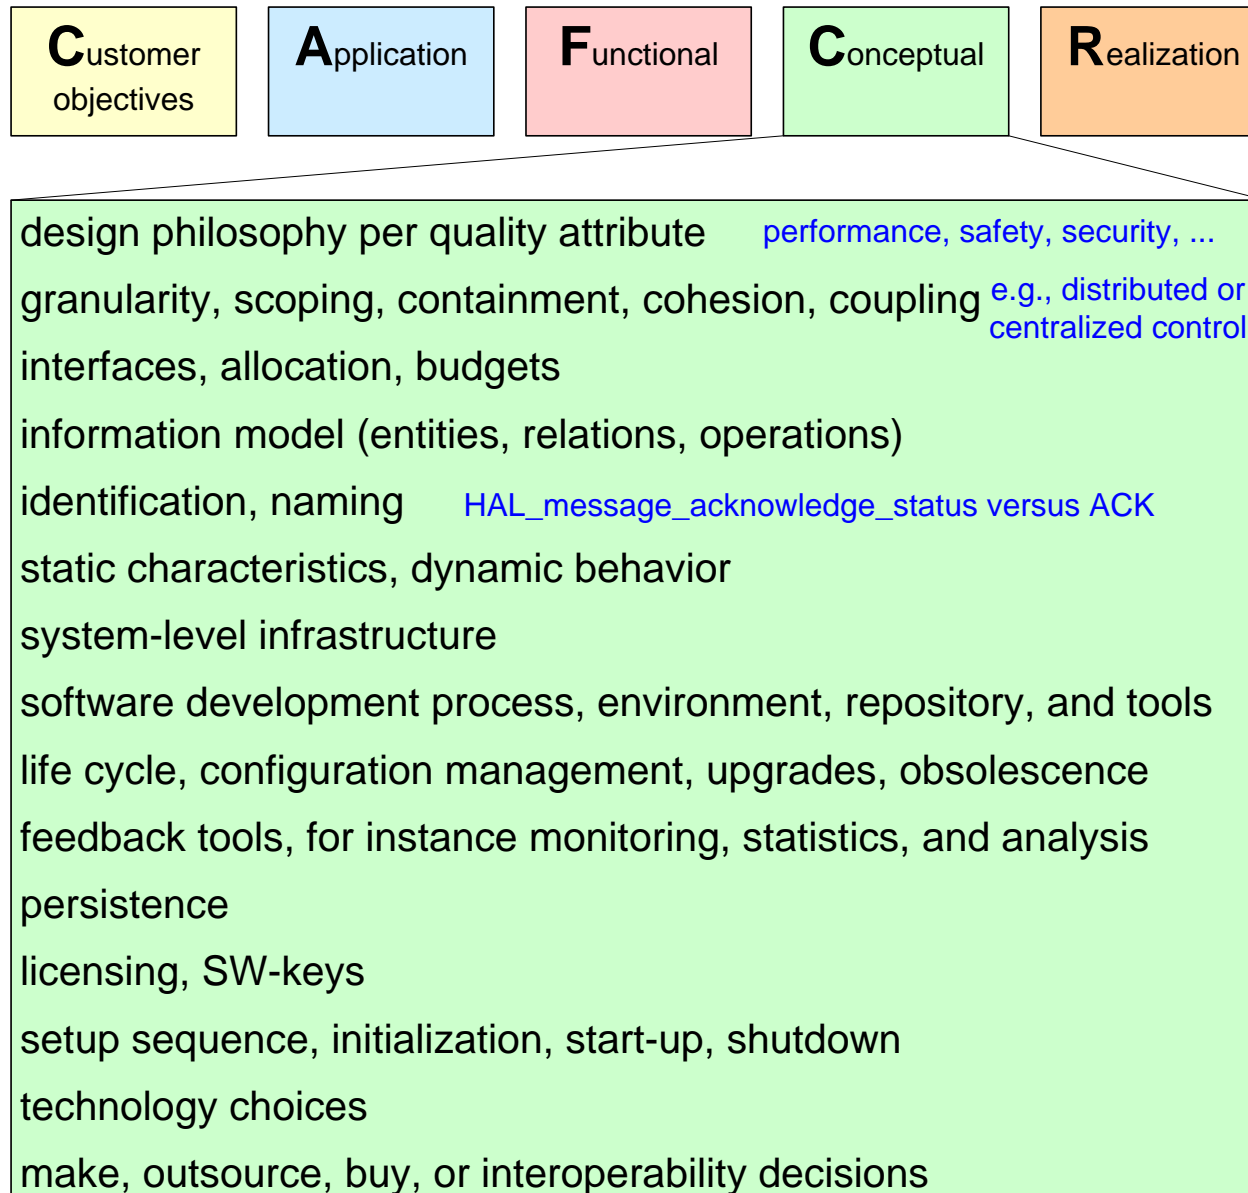 Customer
objectives
Application
Functional
Conceptual
Realization
design philosophy per quality attribute performance, safety, security, ...
granularity, scoping, containment, cohesion, coupling e.g., distributed or
centralized control
interfaces, allocation, budgets
information model (entities, relations, operations)
identification, naming HAL_message_acknowledge_status versus ACK
static characteristics, dynamic behavior
system-level infrastructure
software development process, environment, repository, and tools
life cycle, configuration management, upgrades, obsolescence
feedback tools, for instance monitoring, statistics, and analysis
persistence
licensing, SW-keys
setup sequence, initialization, start-up, shutdown
technology choices
make, outsource, buy, or interoperability decisions